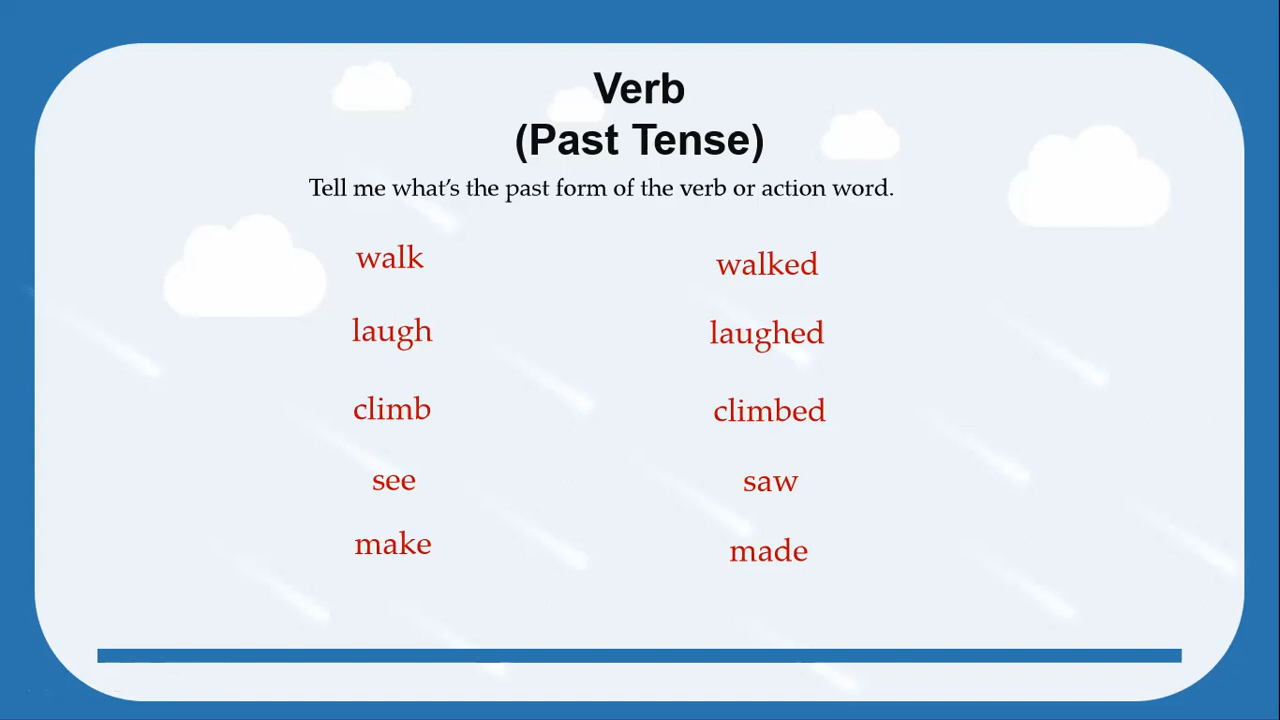 Verb
(Past Tense)
Tell me what’s the past form of the verb or action word.
walk walked
laugh laughed
climb climbed
see saw
make made